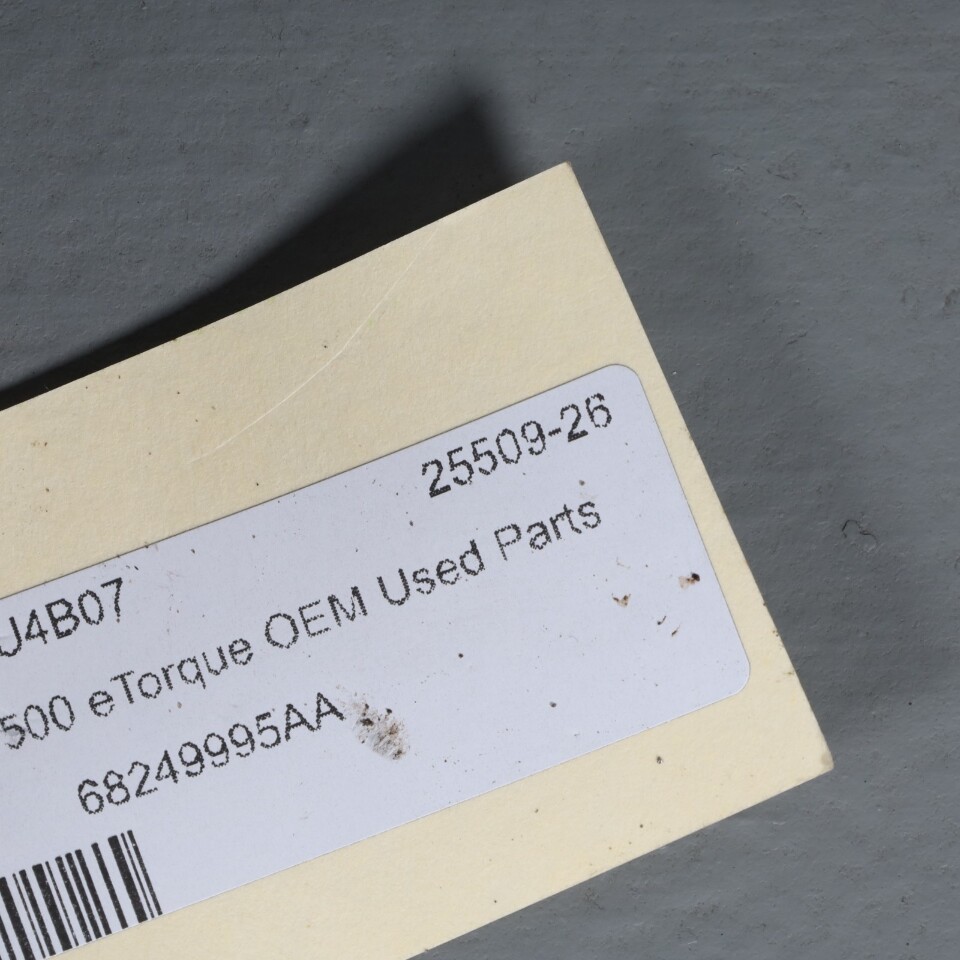 25509-26
J4B07
500 eTorque OEM Used Parts
68249995AA